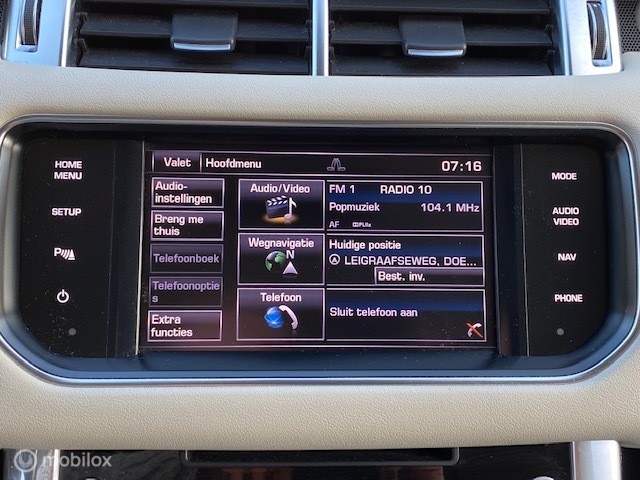 HOME
MENU
SETUP
P
Valet
Hoofdmenu
07:16
Audio-
instellingen
Breng me
thuis
Telefoonboek
Telefoonoptie
s
Extra
functies
Audio/Video
FM 1 RADIO 10
Popmuziek 104.1 MHz
AF PLIIx
Wegnavigatie
N
Huidige positie
LEIGRAAFSEWEG, DOE...
Best. inv.
Telefoon
Sluit telefoon aan
MODE
AUDIO
VIDEO
NAV
PHONE
mobilox